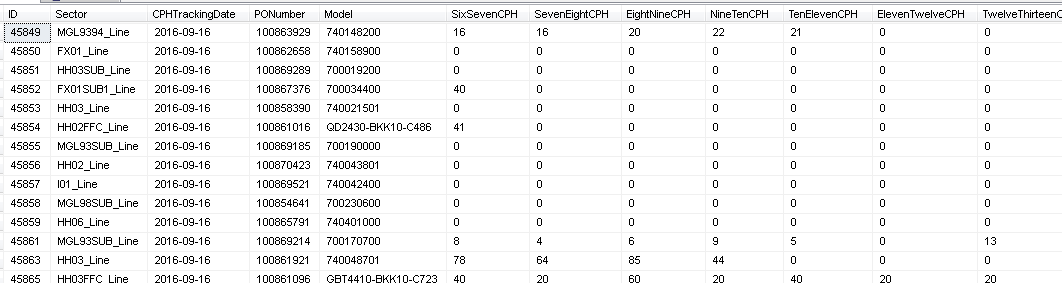 ID Sector CPHTrackingDate PONumber Model SixSevenCPH SevenEightCPH EightNineCPH NineTenCPH TenElevenCPH ElevenTwelveCPH TwelveThirteenC
45849 MGL9394_Line 2016-09-16 100863929 740148200 16 16 20 22 21 0 0
45850 FX01_Line 2016-09-16 100862658 740158900 0 0 0 0 0 0 0
45851 HH03SUB_Line 2016-09-16 100869289 700019200 0 0 0 0 0 0 0
45852 FX01SUB1_Line 2016-09-16 100867376 700034400 40 0 0 0 0 0 0
45853 HH03_Line 2016-09-16 100858390 740021501 0 0 0 0 0 0 0
45854 HH02FFC_Line 2016-09-16 100861016 QD2430-BKK10-C486 41 0 0 0 0 0 0
45855 MGL93SUB_Line 2016-09-16 100869185 700190000 0 0 0 0 0 0 0
45856 HH02_Line 2016-09-16 100870423 740043801 0 0 0 0 0 0 0
45857 I01_Line 2016-09-16 100869521 740042400 0 0 0 0 0 0 0
45858 MGL98SUB_Line 2016-09-16 100854641 700230600 0 0 0 0 0 0 0
45859 HH06_Line 2016-09-16 100865791 740401000 0 0 0 0 0 0 0
45861 MGL93SUB_Line 2016-09-16 100869214 700170700 8 4 6 9 5 0 13
45863 HH03_Line 2016-09-16 100861921 740048701 78 64 85 44 0 0 0
45865 HH03FFC_Line 2016-09-16 100861096 GBT4410-BKK10-C723 40 20 60 20 40 20 20